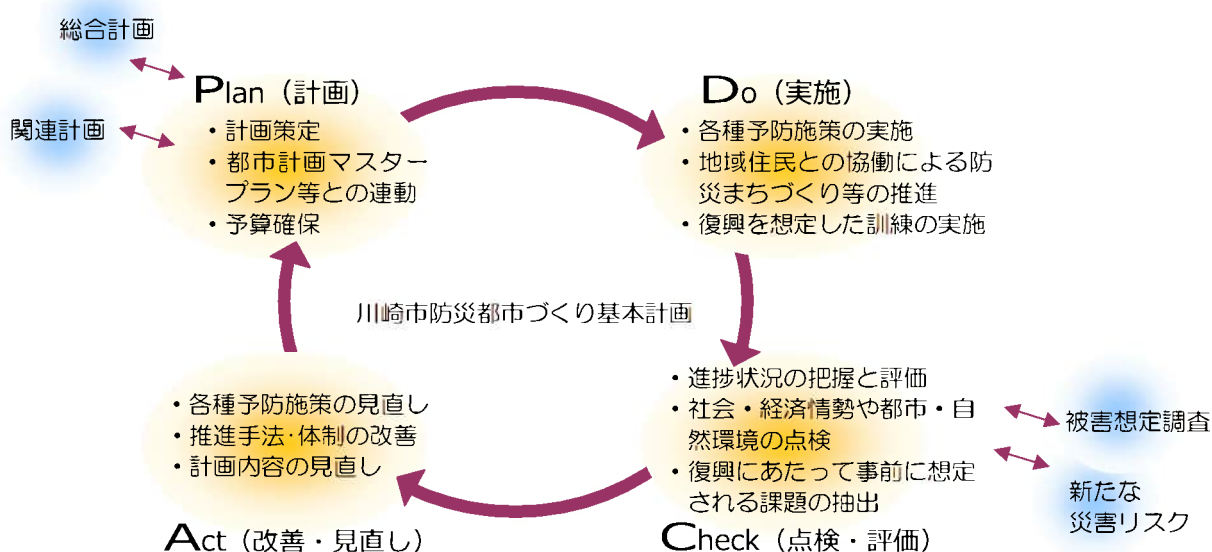 総合計画
関連計画
Plan（計画）
・計画策定
・都市計画マスター
プラン等との連動
・予算確保
Do（実施）
・各種予防施策の実施
・地域住民との協働による防
災まちづくり等の推進
・復興を想定した訓練の実施
川崎市防災都市づくり基本計画
・進捗状況の把握と評価
・社会・経済情勢や都市・自
然環境の点検
・復興にあたって事前に想定
される課題の抽出
Check（点検・評価）
被害想定調査
新たな
災害リスク
・各種予防施策の見直し
・推進手法・体制の改善
・計画内容の見直し
Act（改善・見直し）